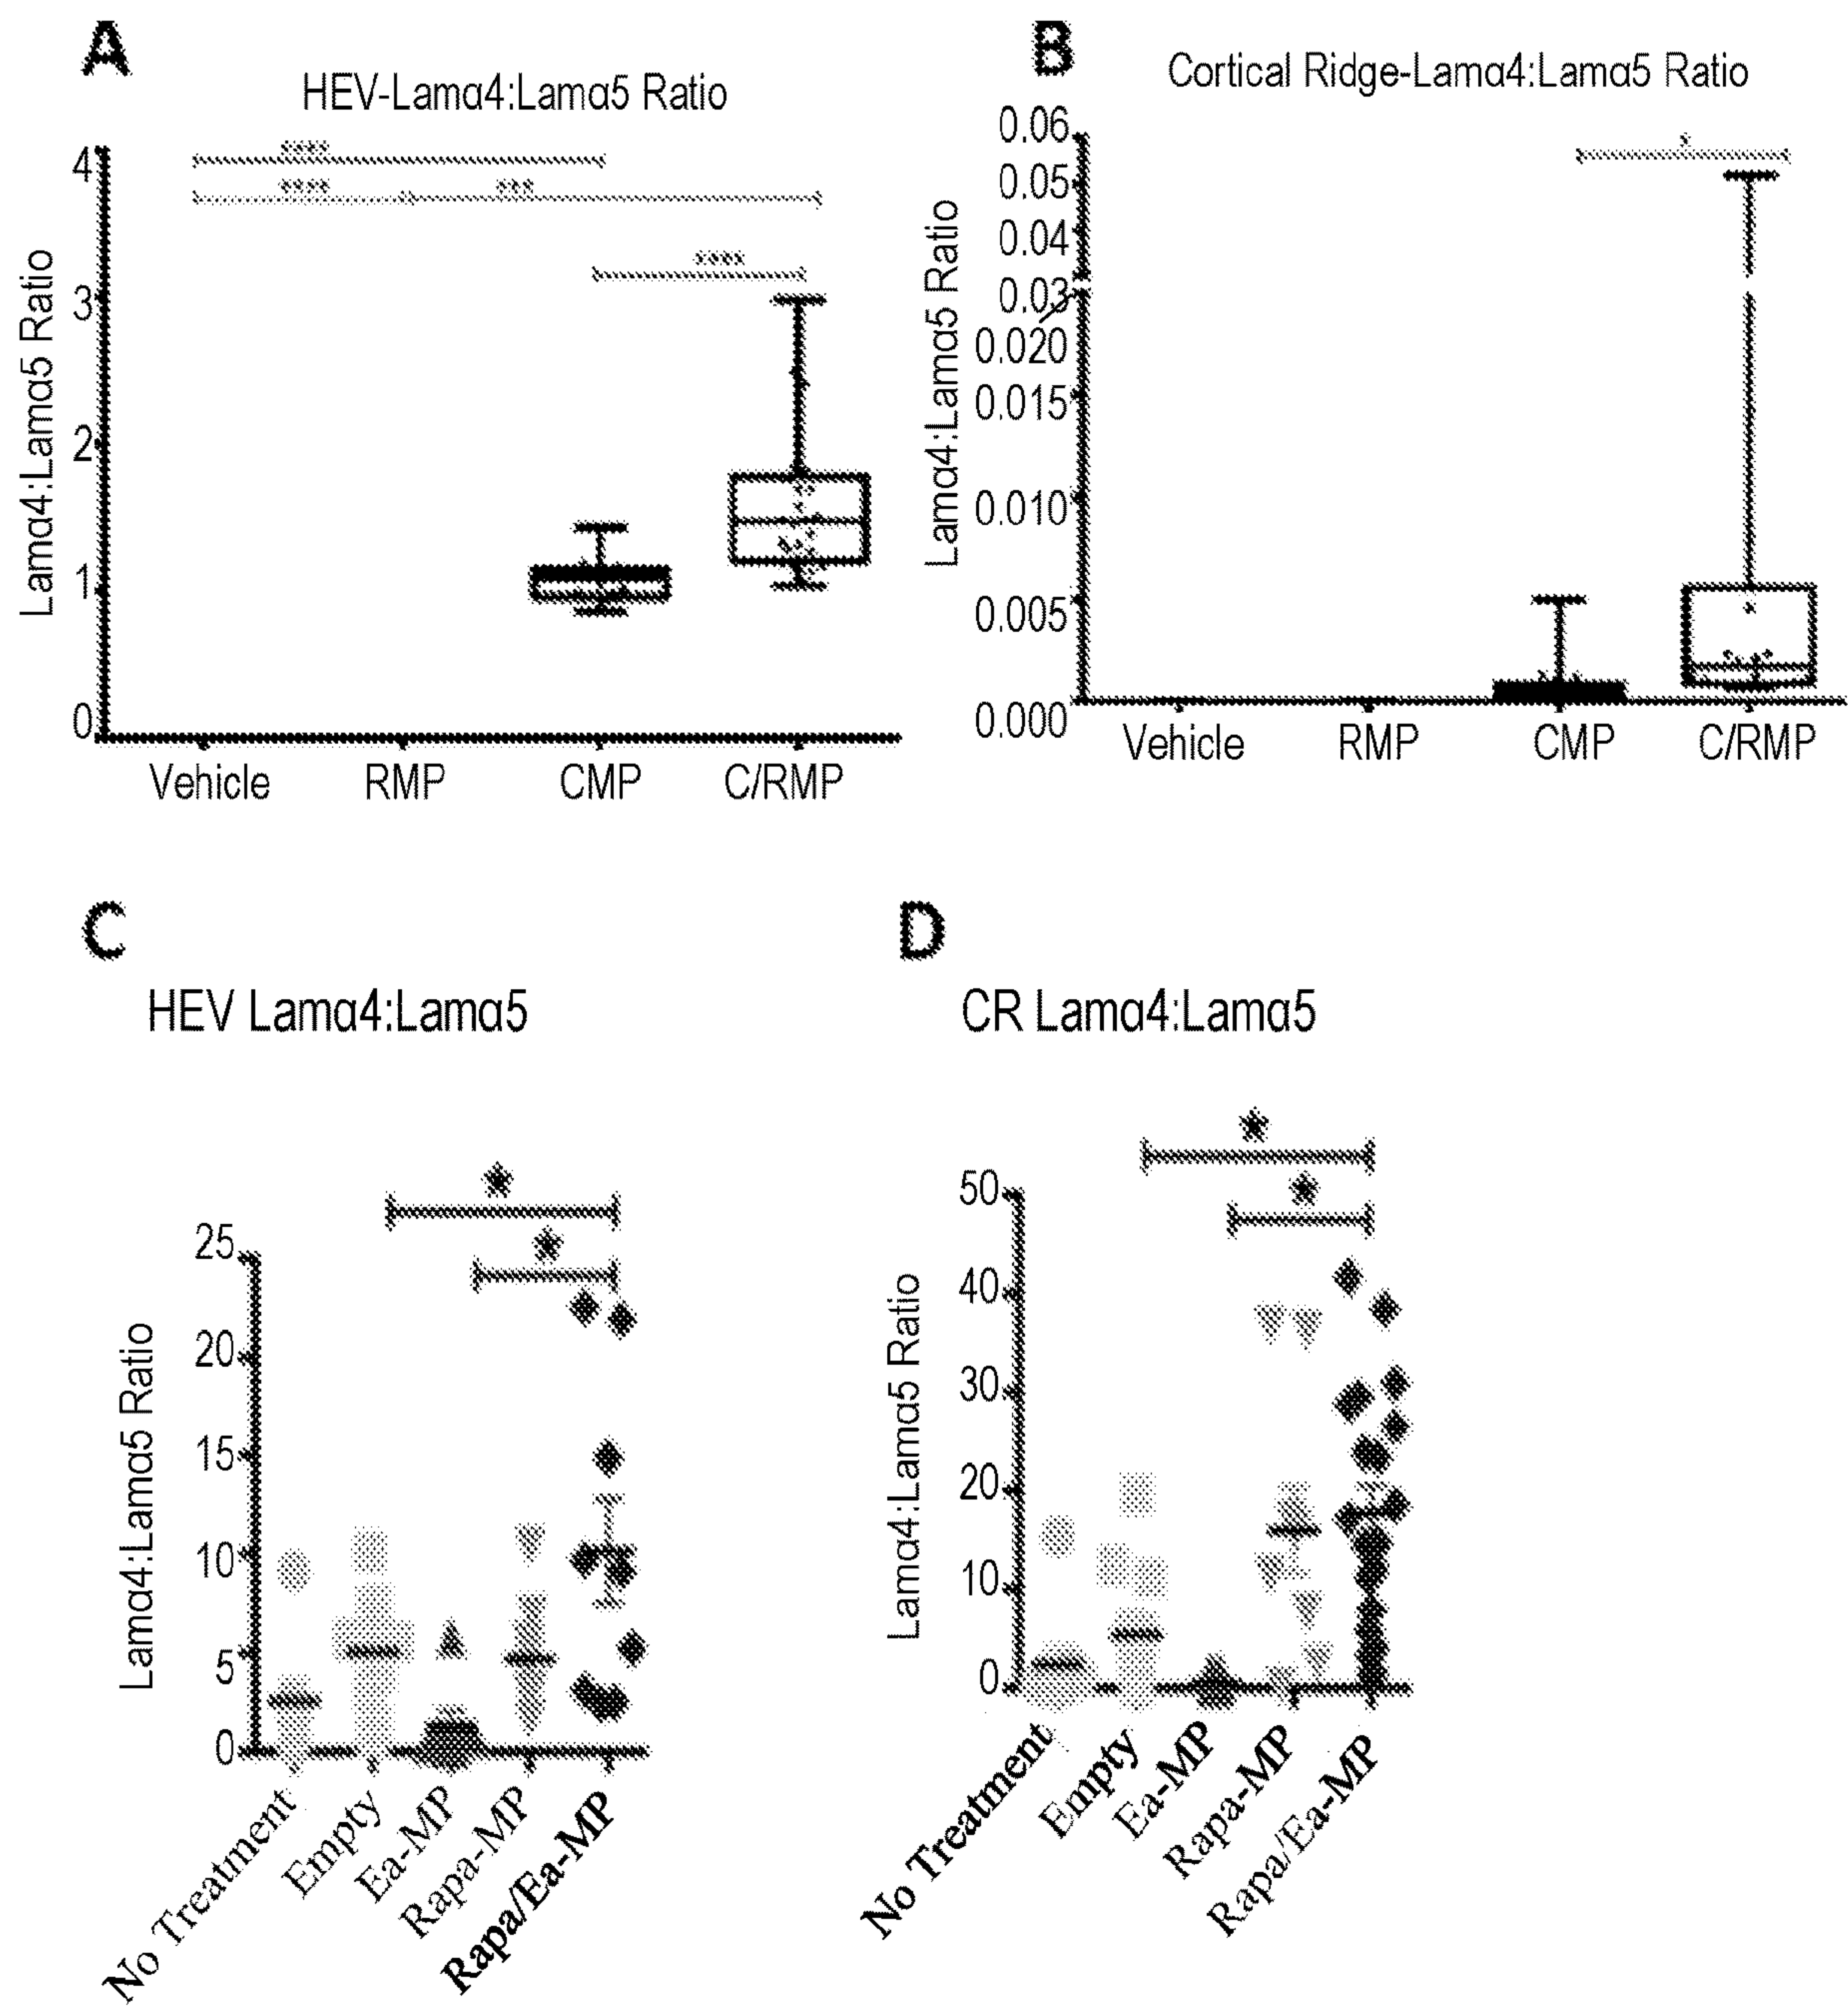 A
HEV-Lamα4:Lamα5 Ratio
Lamα4:Lamα5 Ratio
4
3
2
1
0
****
****
***
****
Vehicle
RMP
CMP
C/RMP
B
Cortical Ridge-Lamα4:Lamα5 Ratio
Lamα4:Lamα5 Ratio
0.06
0.05
0.04
0.03
0.020
0.015
0.010
0.005
0.000
*
Vehicle
RMP
CMP
C/RMP
C
HEV Lamα4:Lamα5
Lamα4:Lamα5 Ratio
25
20
15
10
5
0
*
*
No Treatment
Empty
Ea-MP
Rapa-MP
Rapa/Ea-MP
D
CR Lamα4:Lamα5
Lamα4:Lamα5 Ratio
50
40
30
20
10
0
*
*
No Treatment
Empty
Ea-MP
Rapa-MP
Rapa/Ea-MP